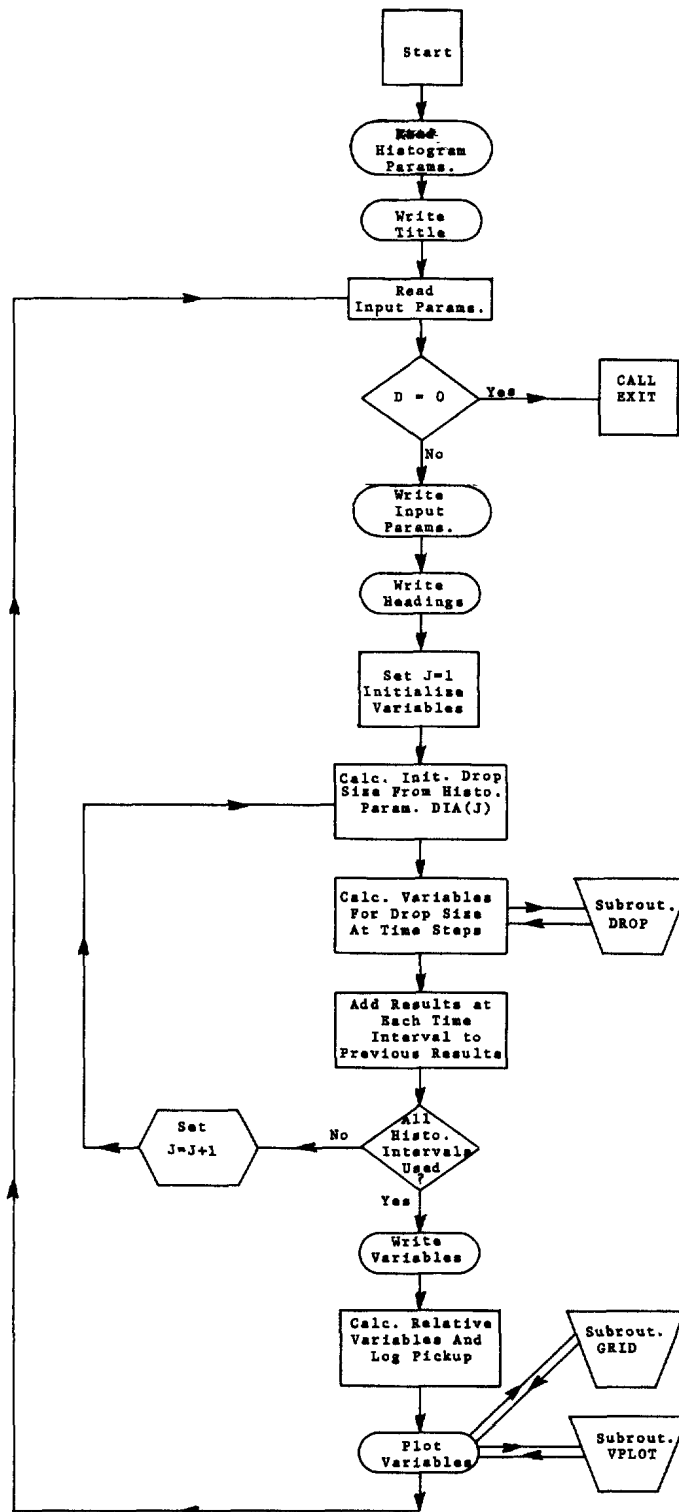 Start
Read
Histogram
Params.
Write
Title
Read
Input Params.
D = 0
Yes
CALL
EXIT
No
Write
Input
Params.
Write
Headings
Set J=1
Initialize
Variables
Calc. Init. Drop
Size From Histo.
Param. DIA(J)
Calc. Variables
For Drop Size
At Time Steps
Subrout.
DROP
Add Results at
Each Time
Interval to
Previous Results
All
Histo.
Intervals
Used
?
No
Set
J=J+1
Yes
Write
Variables
Calc. Relative
Variables And
Log Pickup
Subrout.
GRID
Plot
Variables
Subrout.
VPLOT